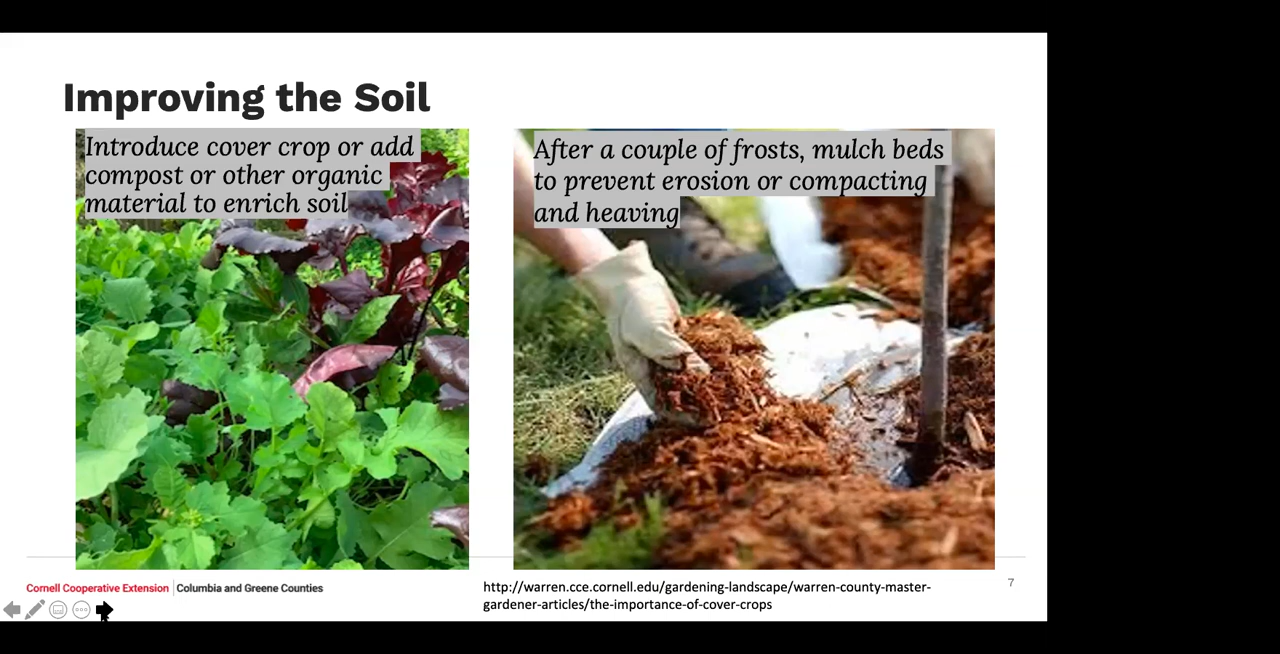 Improving the Soil
Introduce cover crop or add
compost or other organic
material to enrich soil
After a couple of frosts, mulch beds
to prevent erosion or compacting
and heaving
Cornell Cooperative Extension | Columbia and Greene Counties
http://warren.cce.cornell.edu/gardening-landscape/warren-county-master-
gardener-articles/the-importance-of-cover-crops
7